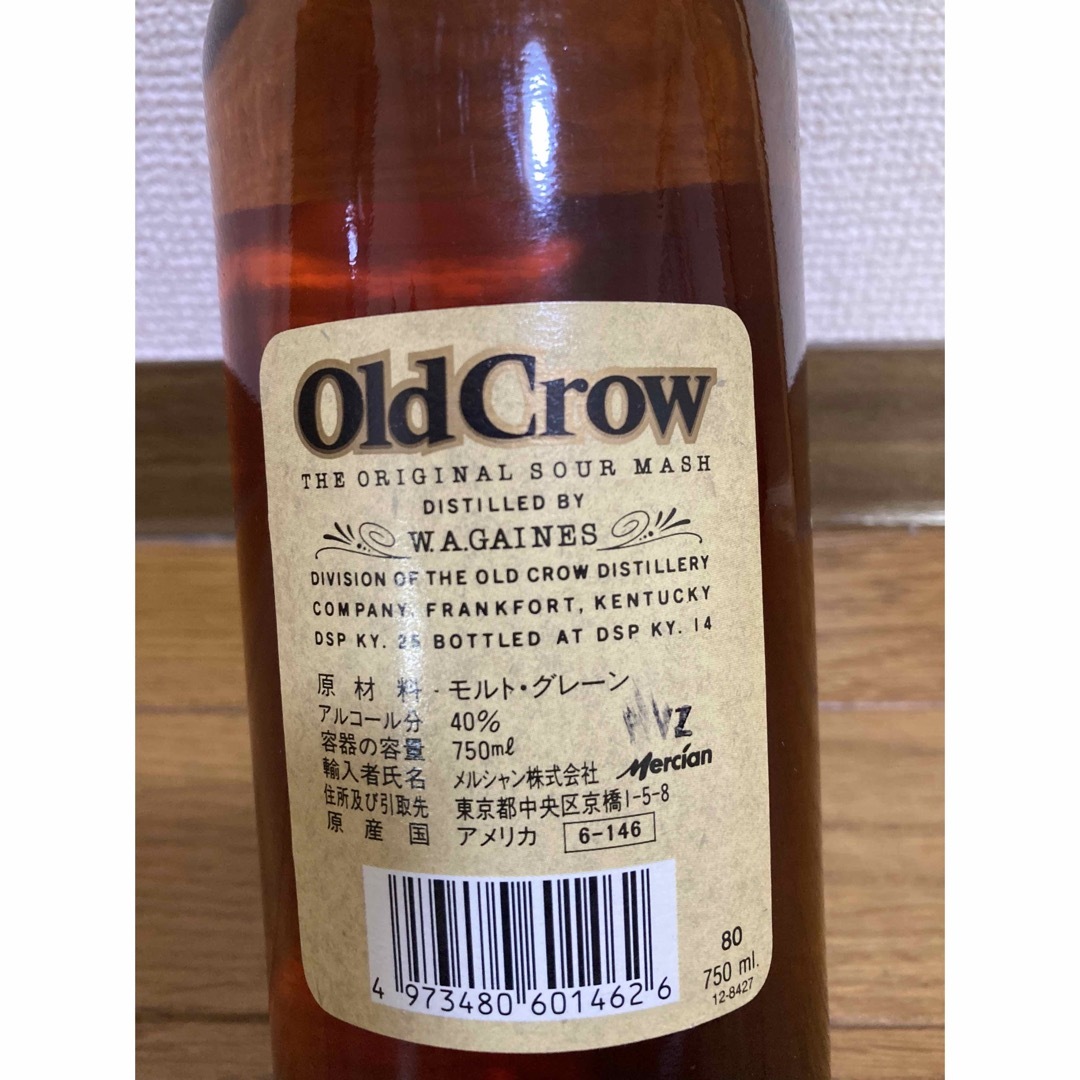 Old Crow
THE ORIGINAL SOUR MASH
DISTILLED BY
W.A.GAINES
DIVISION OF THE OLD CROW DISTILLERY
COMPANY, FRANKFORT, KENTUCKY
DSP KY. 25 BOTTLED AT DSP KY. 14
原材料 モルト・グレーン
アルコール分 40%
容器の容量 750mℓ
輸入者氏名 メルシャン株式会社 Mercian
住所及び引取先 東京都中央区京橋1-5-8
原産国 アメリカ 6-146
4 973480 601462 6
80
750 ml.
12-8427